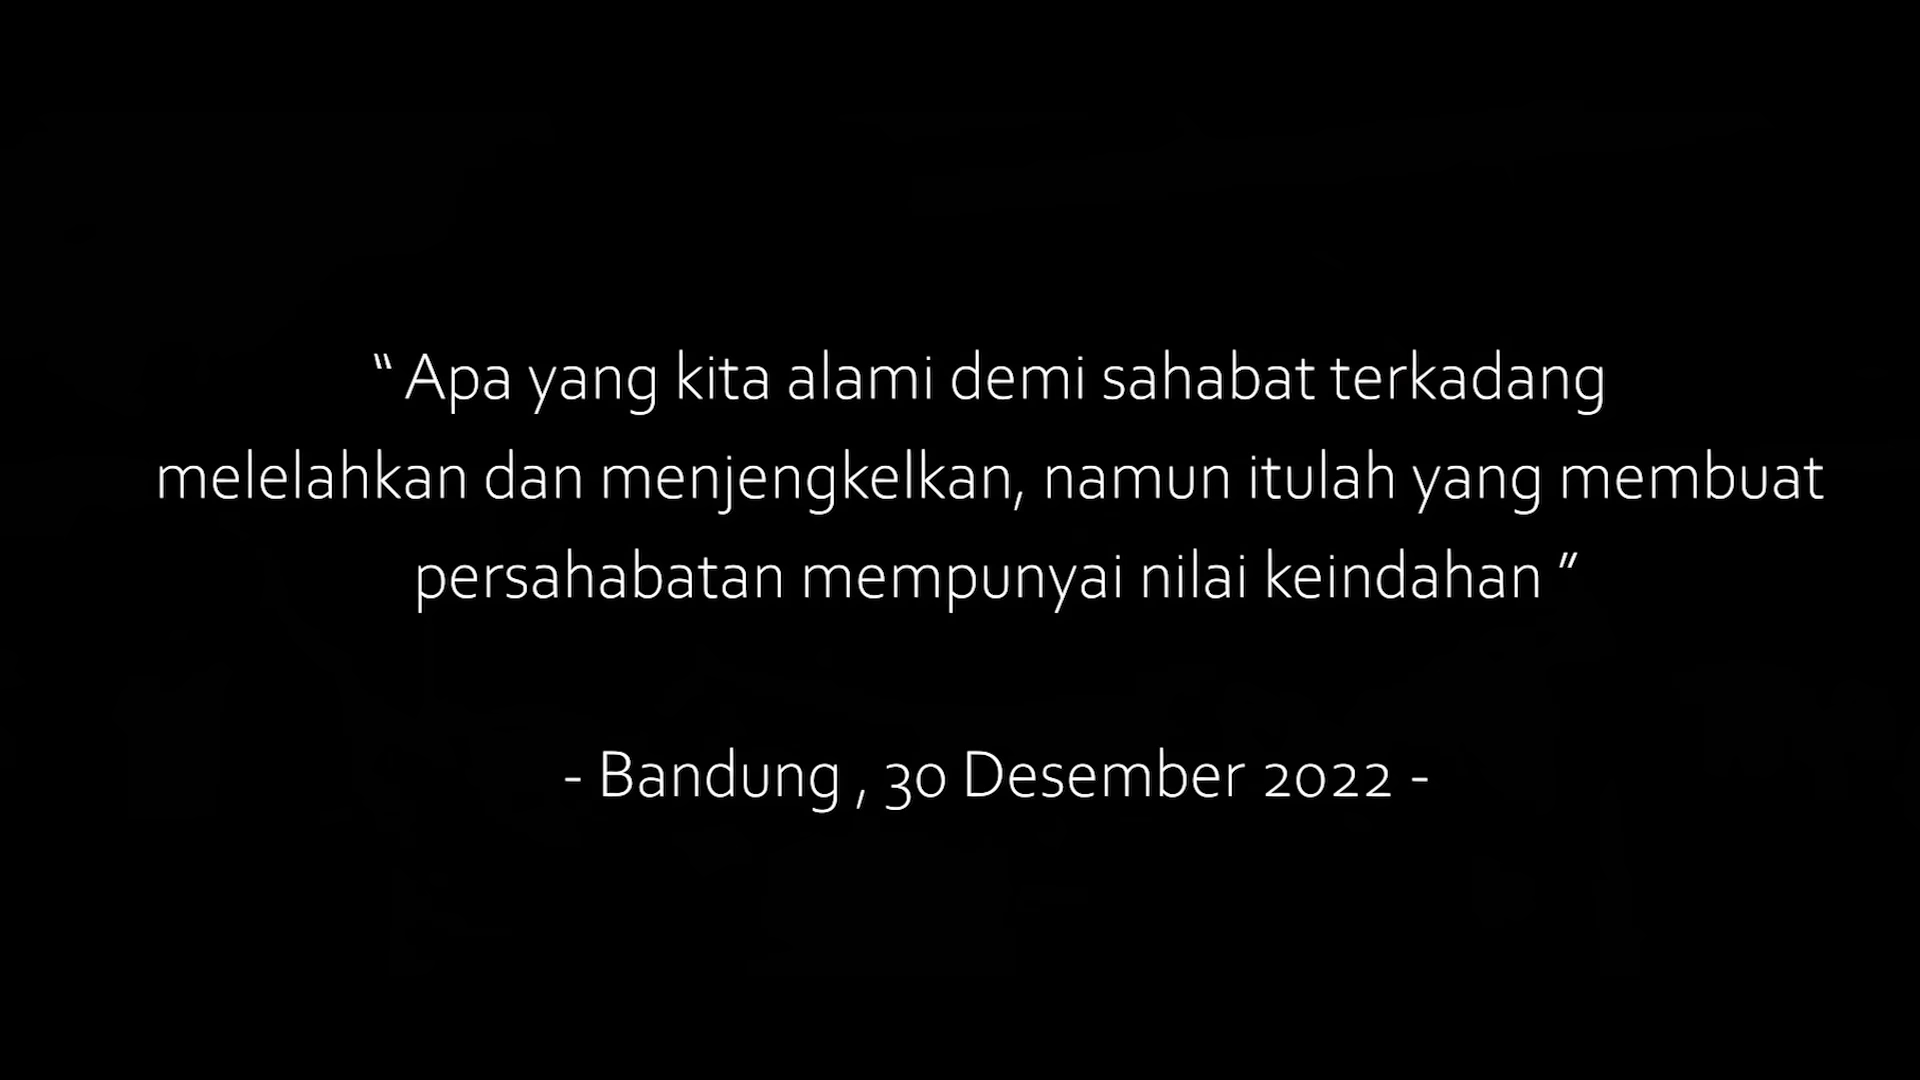 “ Apa yang kita alami demi sahabat terkadang
melelahkan dan menjengkelkan, namun itulah yang membuat
persahabatan mempunyai nilai keindahan ”
- Bandung , 30 Desember 2022 -